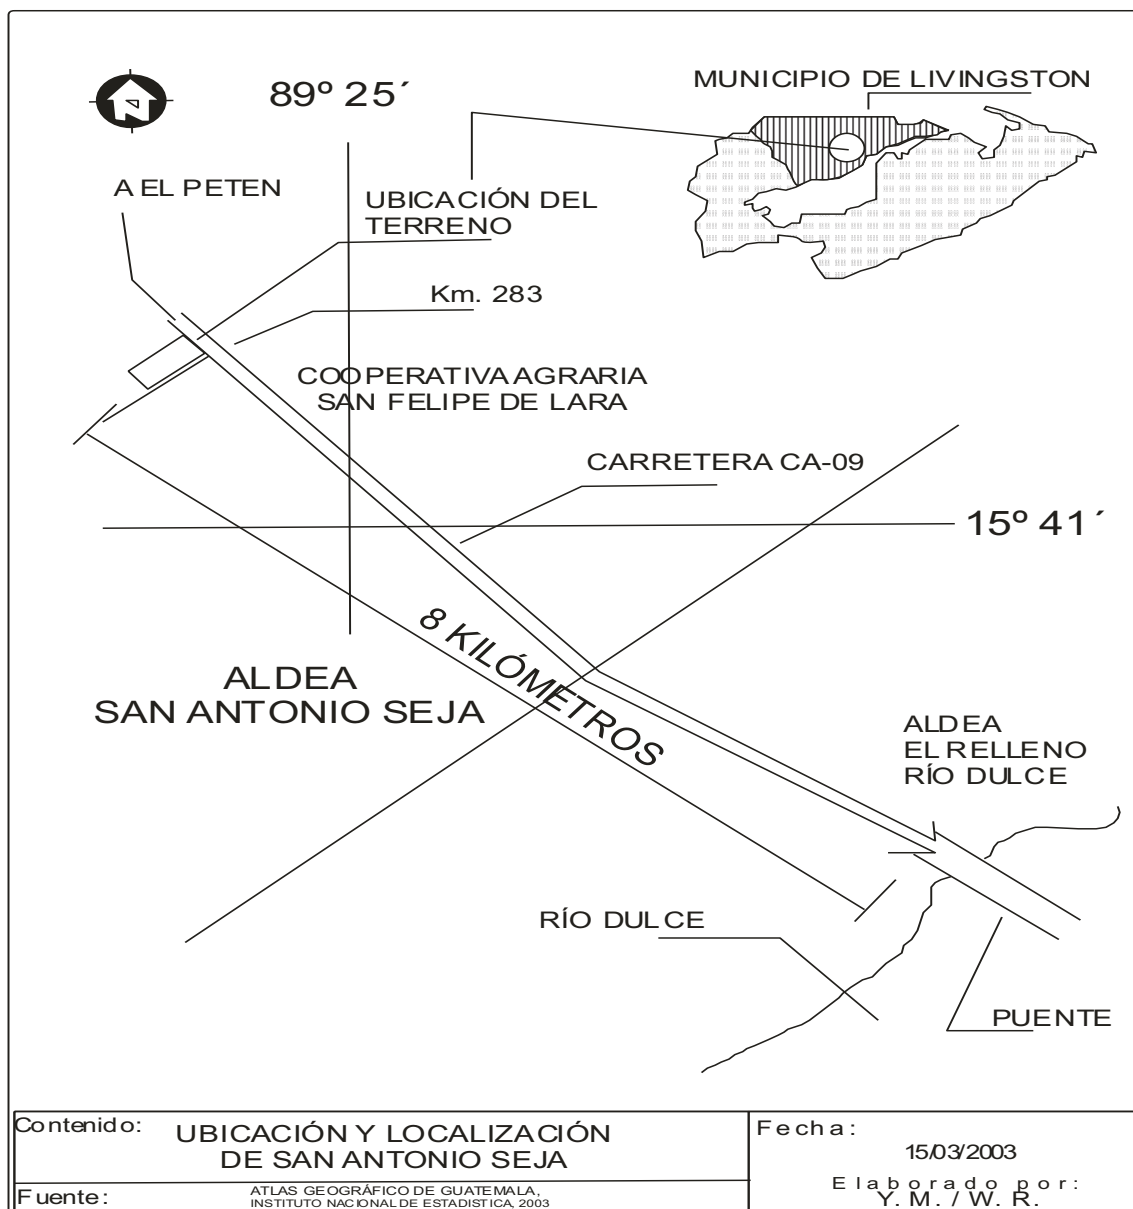 MUNICIPIO DE LIVINGSTON
89º 25´
A EL PETEN
UBICACIÓN DEL
TERRENO
Km. 283
COOPERATIVA AGRARIA
SAN FELIPE DE LARA
CARRETERA CA-09
15º 41´
8 KILÓMETROS
ALDEA
SAN ANTONIO SEJA
ALDEA
EL RELLENO
RÍO DULCE
RÍO DULCE
PUENTE
Contenido:
UBICACIÓN Y LOCALIZACIÓN
DE SAN ANTONIO SEJA
Fecha:
15/03/2003
Fuente:
ATLAS GEOGRÁFICO DE GUATEMALA,
INSTITUTO NACIONAL DE ESTADISTICA, 2003
Elaborado por:
Y. M. / W. R.